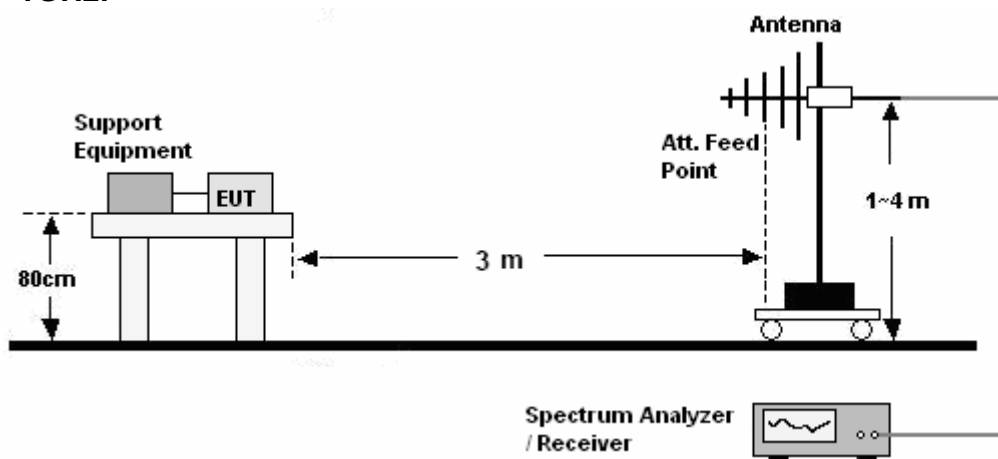 Antenna
Support
Equipment
EUT
Att. Feed
Point
1~4 m
80cm
3 m
Spectrum Analyzer
/ Receiver